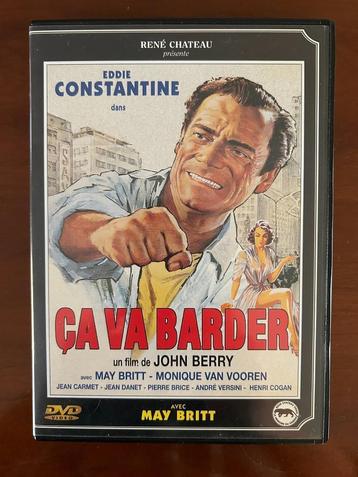 RENÉ CHATEAU
présente
EDDIE
CONSTANTINE
dans
ÇA VA BARDER
un film de JOHN BERRY
avec MAY BRITT - MONIQUE VAN VOOREN
JEAN CARMET - JEAN DANET - PIERRE BRICE - ANDRÉ VERSINI - HENRI COGAN
DVD
VIDEO
AVEC
MAY BRITT